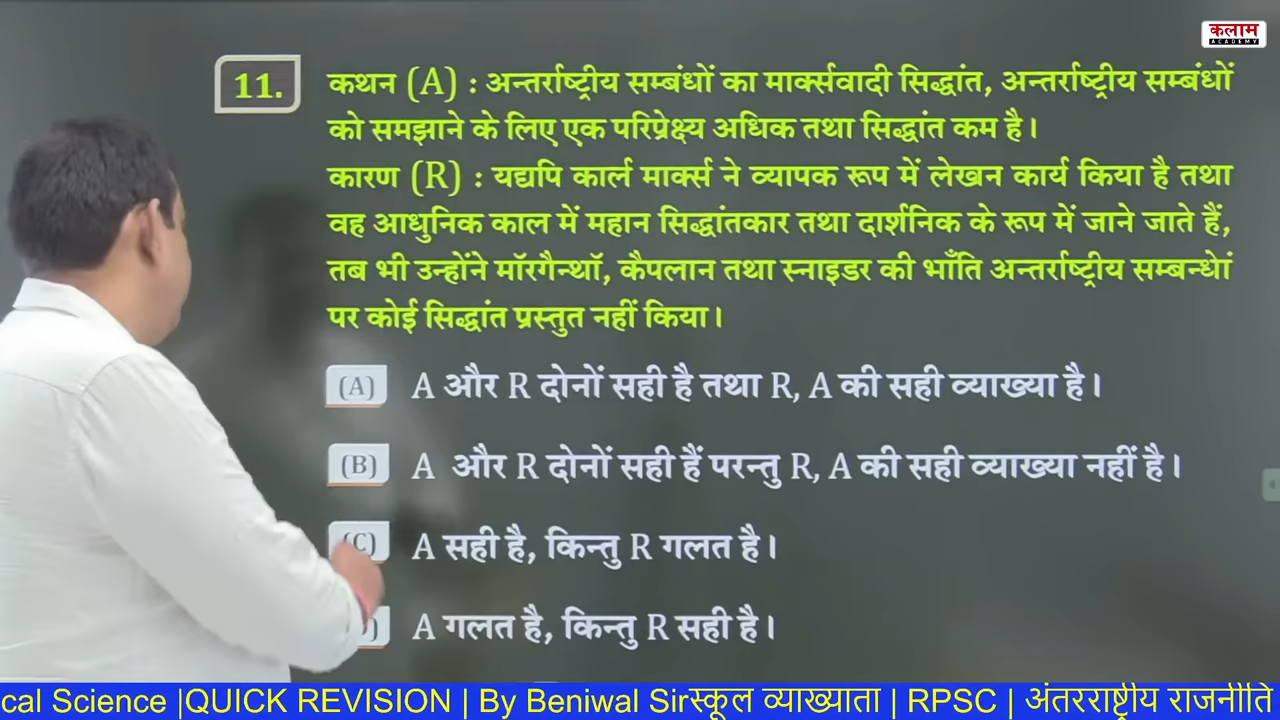 कलाम
ACADEMY
11.
कथन (A) : अन्तर्राष्ट्रीय सम्बंधों का मार्क्सवादी सिद्धांत, अन्तर्राष्ट्रीय सम्बंधों
को समझाने के लिए एक परिप्रेक्ष्य अधिक तथा सिद्धांत कम है।
कारण (R) : यद्यपि कार्ल मार्क्स ने व्यापक रूप में लेखन कार्य किया है तथा
वह आधुनिक काल में महान सिद्धांतकार तथा दार्शनिक के रूप में जाने जाते हैं,
तब भी उन्होंने मॉरगैन्थॉ, कैपलान तथा स्नाइडर की भाँति अन्तर्राष्ट्रीय सम्बन्धों
पर कोई सिद्धांत प्रस्तुत नहीं किया।
(A) A और R दोनों सही है तथा R, A की सही व्याख्या है।
(B) A और R दोनों सही हैं परन्तु R, A की सही व्याख्या नहीं है।
(C) A सही है, किन्तु R गलत है।
) A गलत है, किन्तु R सही है।
cal Science |QUICK REVISION | By Beniwal Sirस्कूल व्याख्याता | RPSC | अंतरराष्ट्रीय राजनीति